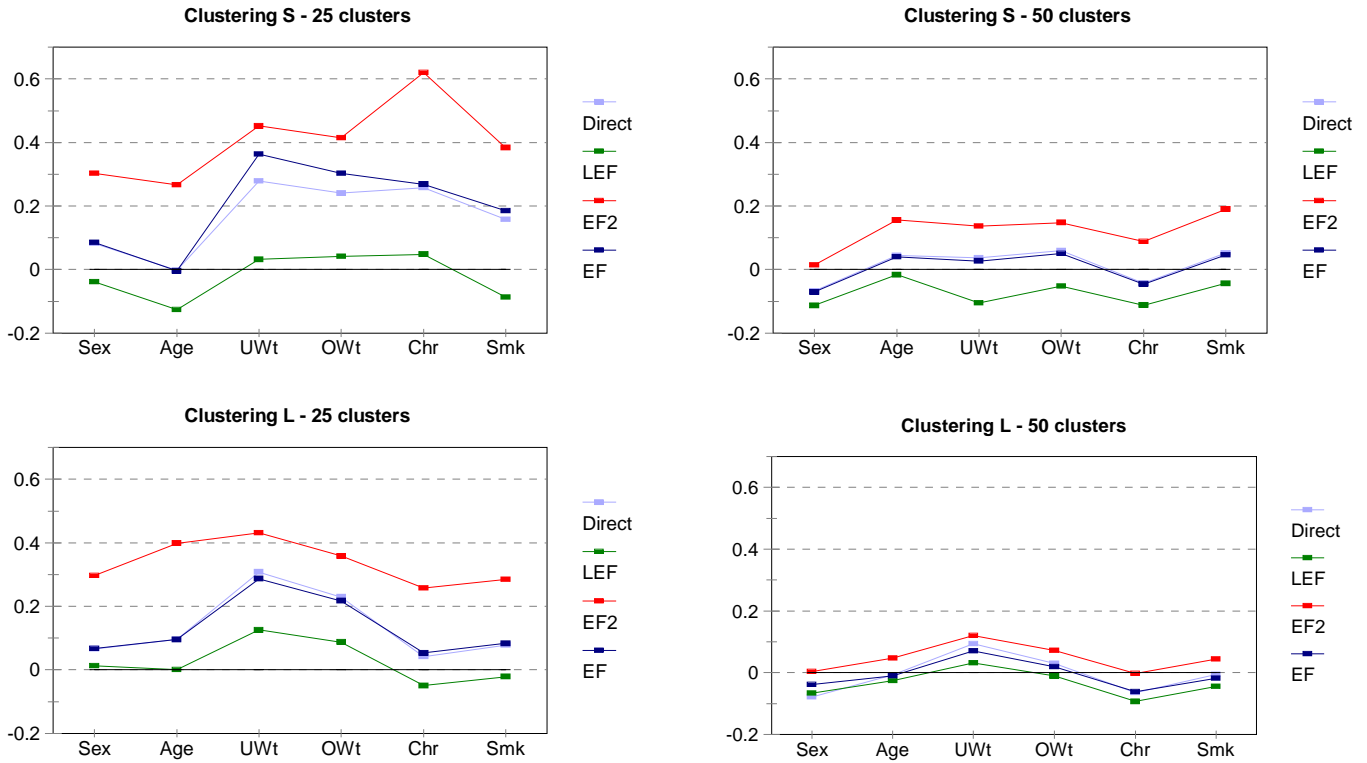 Clustering S - 25 clusters
0.6
0.4
0.2
0
-0.2
Sex Age UWt OWt Chr Smk
Direct
LEF
EF2
EF
Clustering S - 50 clusters
0.6
0.4
0.2
0
-0.2
Sex Age UWt OWt Chr Smk
Direct
LEF
EF2
EF
Clustering L - 25 clusters
0.6
0.4
0.2
0
-0.2
Sex Age UWt OWt Chr Smk
Direct
LEF
EF2
EF
Clustering L - 50 clusters
0.6
0.4
0.2
0
-0.2
Sex Age UWt OWt Chr Smk
Direct
LEF
EF2
EF